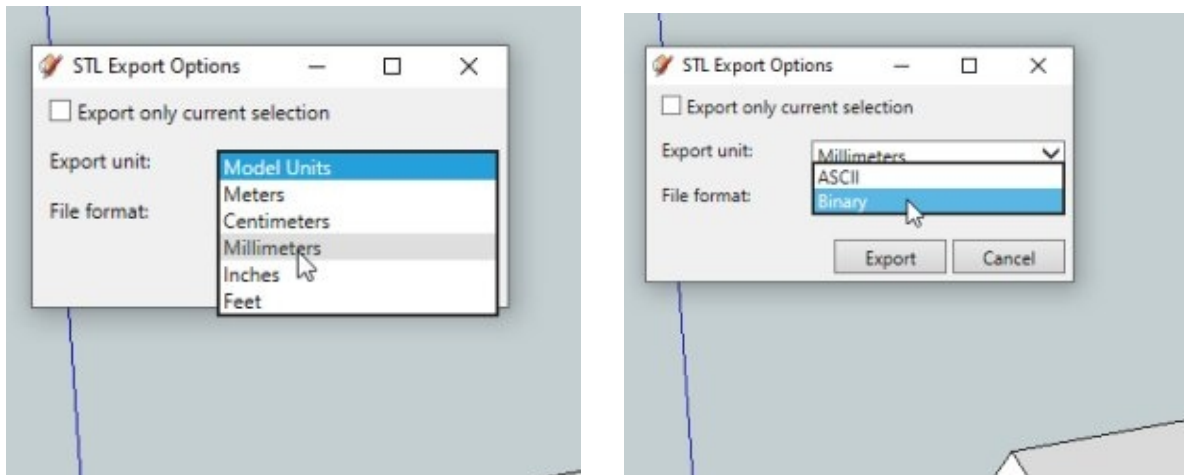 STL Export Options
Export only current selection
Export unit:
Model Units
Meters
Centimeters
Millimeters
Inches
Feet
File format:
STL Export Options
Export only current selection
Export unit:
Millimeters
File format:
ASCII
Binary
Export
Cancel